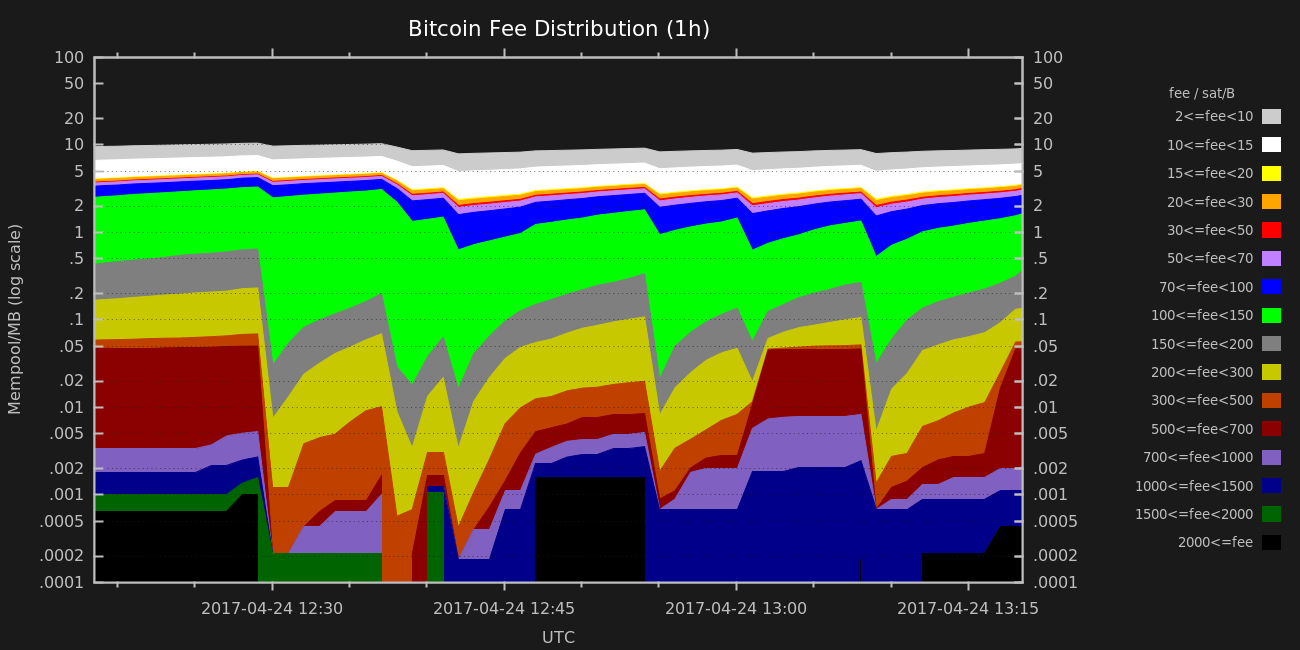 Bitcoin Fee Distribution (1h)
Mempool/MB (log scale)
100
50
20
10
5
2
1
.5
.2
.1
.05
.02
.01
.005
.002
.001
.0005
.0002
.0001
100
50
20
10
5
2
1
.5
.2
.1
.05
.02
.01
.005
.002
.001
.0005
.0002
.0001
2017-04-24 12:30
2017-04-24 12:45
2017-04-24 13:00
2017-04-24 13:15
UTC
fee / sat/B
2<=fee<10
10<=fee<15
15<=fee<20
20<=fee<30
30<=fee<50
50<=fee<70
70<=fee<100
100<=fee<150
150<=fee<200
200<=fee<300
300<=fee<500
500<=fee<700
700<=fee<1000
1000<=fee<1500
1500<=fee<2000
2000<=fee